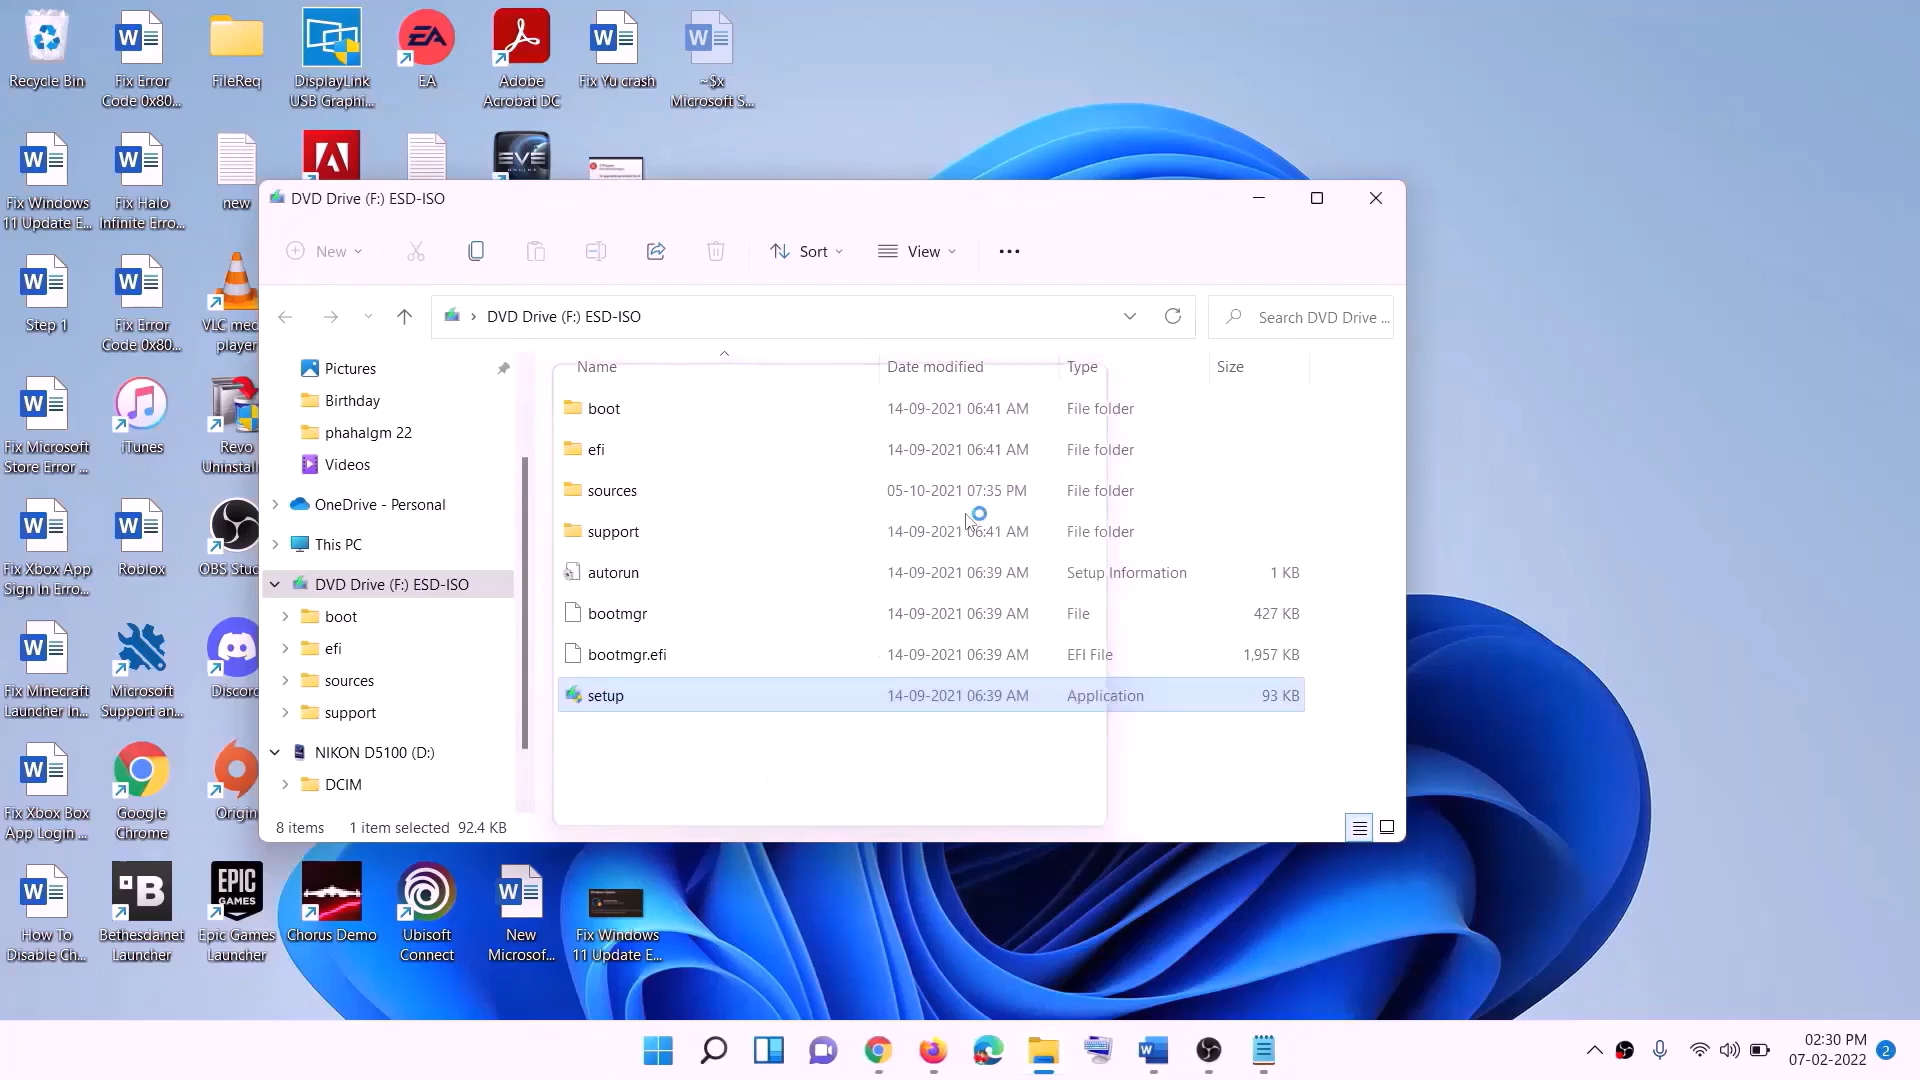 Recycle Bin
Fix Error
Code 0x80...
FileReq
DisplayLink
USB Graphi...
EA
EA
Adobe
Acrobat DC
Fix Yu crash
~$x
Microsoft S...
Fix Windows
11 Update E...
Fix Halo
Infinite Erro...
new
EVE
ONLINE
Step 1
Fix Error
Code 0x80...
VLC med
player
Fix Microsoft
Store Error ...
iTunes
Revo
Uninstall
Fix Xbox App
Sign In Erro...
Roblox
OBS Stud
Fix Minecraft
Launcher In...
Microsoft
Support an...
Discord
Fix Xbox Box
App Login ...
Google
Chrome
Origin
How To
Disable Ch...
B
Bethesda.net
Launcher
EPIC
GAMES
Epic Games
Launcher
Chorus Demo
Ubisoft
Connect
New
Microsof...
Fix Windows
11 Update E...
DVD Drive (F:) ESD-ISO
New
Sort
View
DVD Drive (F:) ESD-ISO
Search DVD Drive ...
Pictures
Birthday
phahalgm 22
Videos
OneDrive - Personal
This PC
DVD Drive (F:) ESD-ISO
boot
efi
sources
support
NIKON D5100 (D:)
DCIM
Name Date modified Type Size
boot 14-09-2021 06:41 AM File folder
efi 14-09-2021 06:41 AM File folder
sources 05-10-2021 07:35 PM File folder
support 14-09-2021 06:41 AM File folder
autorun 14-09-2021 06:39 AM Setup Information 1 KB
bootmgr 14-09-2021 06:39 AM File 427 KB
bootmgr.efi 14-09-2021 06:39 AM EFI File 1,957 KB
setup 14-09-2021 06:39 AM Application 93 KB
8 items 1 item selected 92.4 KB
02:30 PM
07-02-2022
2